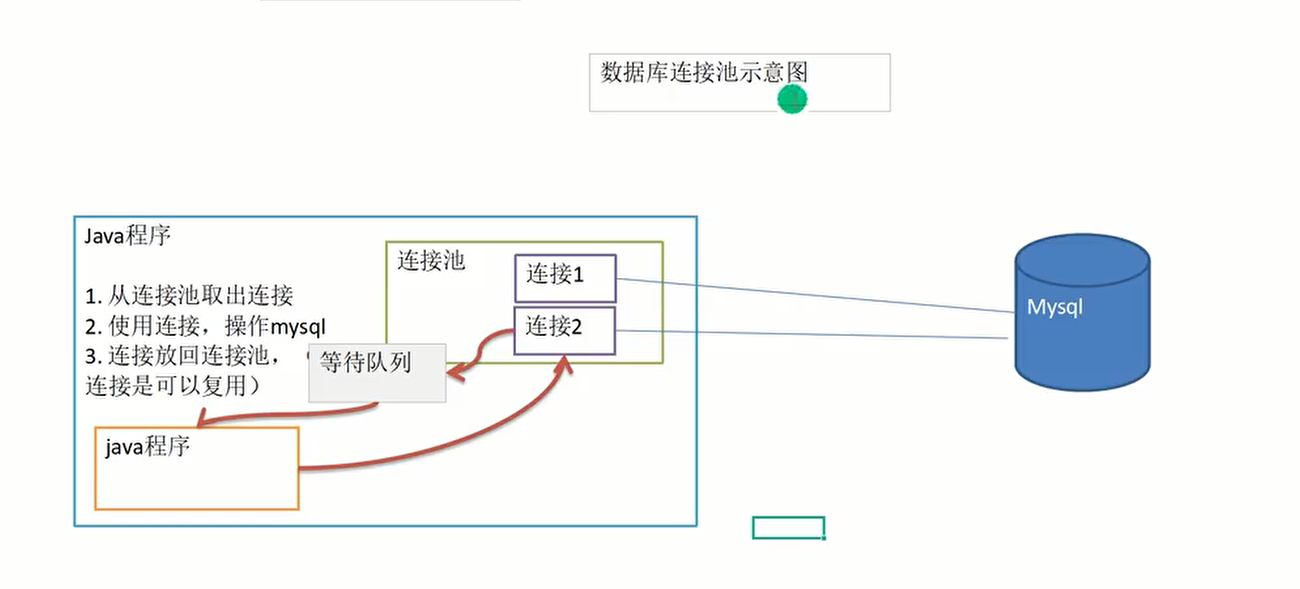 数据库连接池示意图
Java程序
1. 从连接池取出连接
2. 使用连接，操作mysql
3. 连接放回连接池，
连接是可以复用）
连接池
连接1
连接2
等待队列
java程序
Mysql